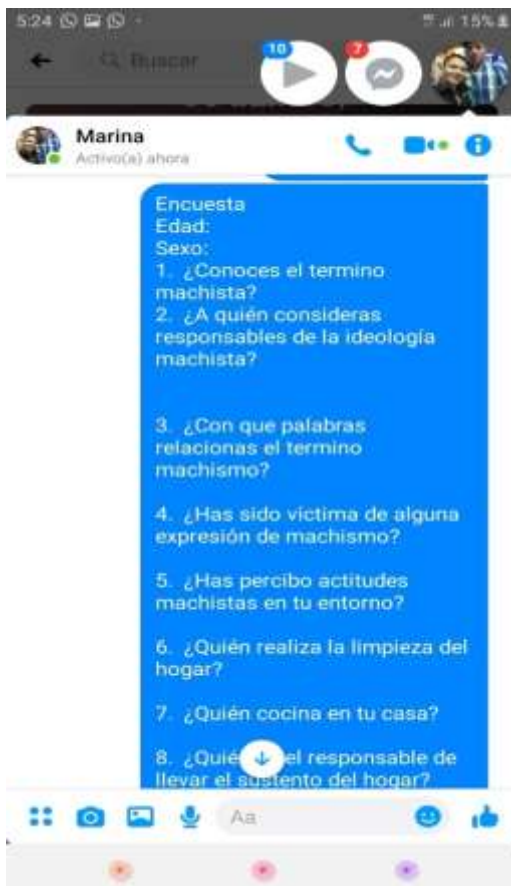 5:24
15%
Buscar
10
7
Marina
Activo(a) ahora
Encuesta
Edad:
Sexo:
1. ¿Conoces el termino
machista?
2. ¿A quién consideras
responsables de la ideología
machista?
3. ¿Con que palabras
relacionas el termino
machismo?
4. ¿Has sido victima de alguna
expresión de machismo?
5. ¿Has percibo actitudes
machistas en tu entorno?
6. ¿Quién realiza la limpieza del
hogar?
7. ¿Quién cocina en tu casa?
8. el responsable de
llevar el sustento del hogar?
Aa